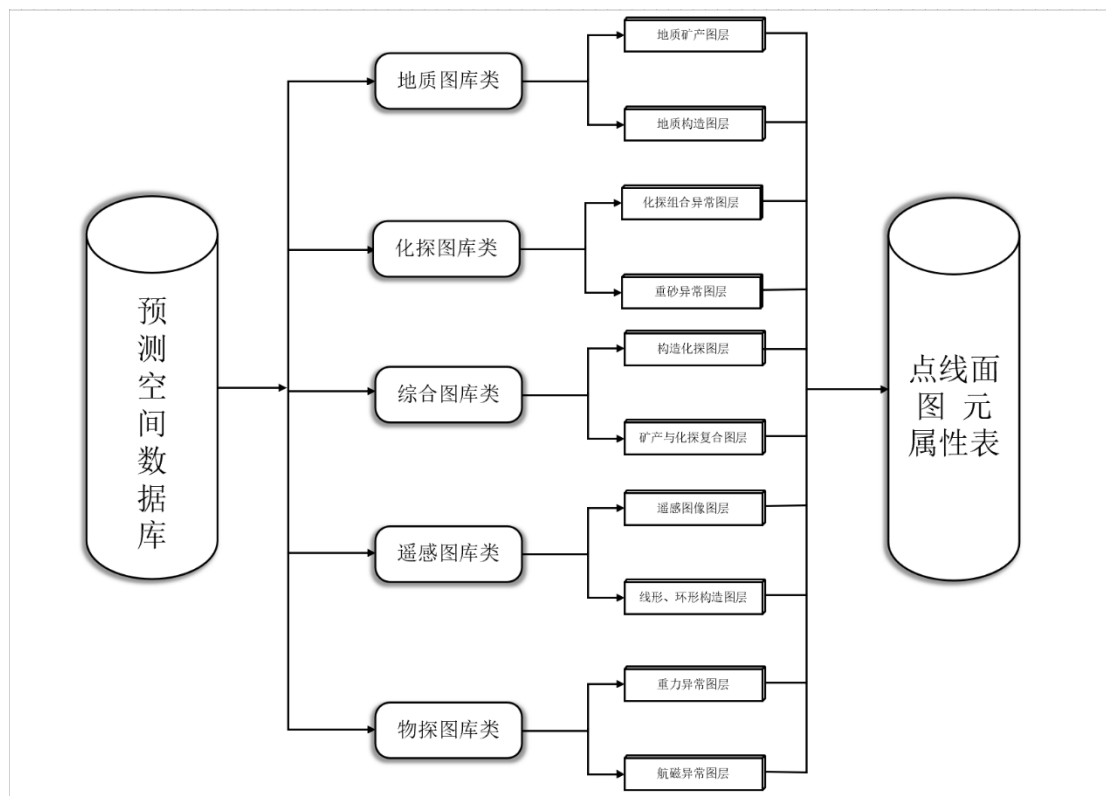 预测空间数据库
地质图库类
地质矿产图层
地质构造图层
化探图库类
化探组合异常图层
重砂异常图层
综合图库类
构造化探图层
矿产与化探复合图层
遥感图库类
遥感图像图层
线形、环形构造图层
物探图库类
重力异常图层
航磁异常图层
点线面
图 元
属性表